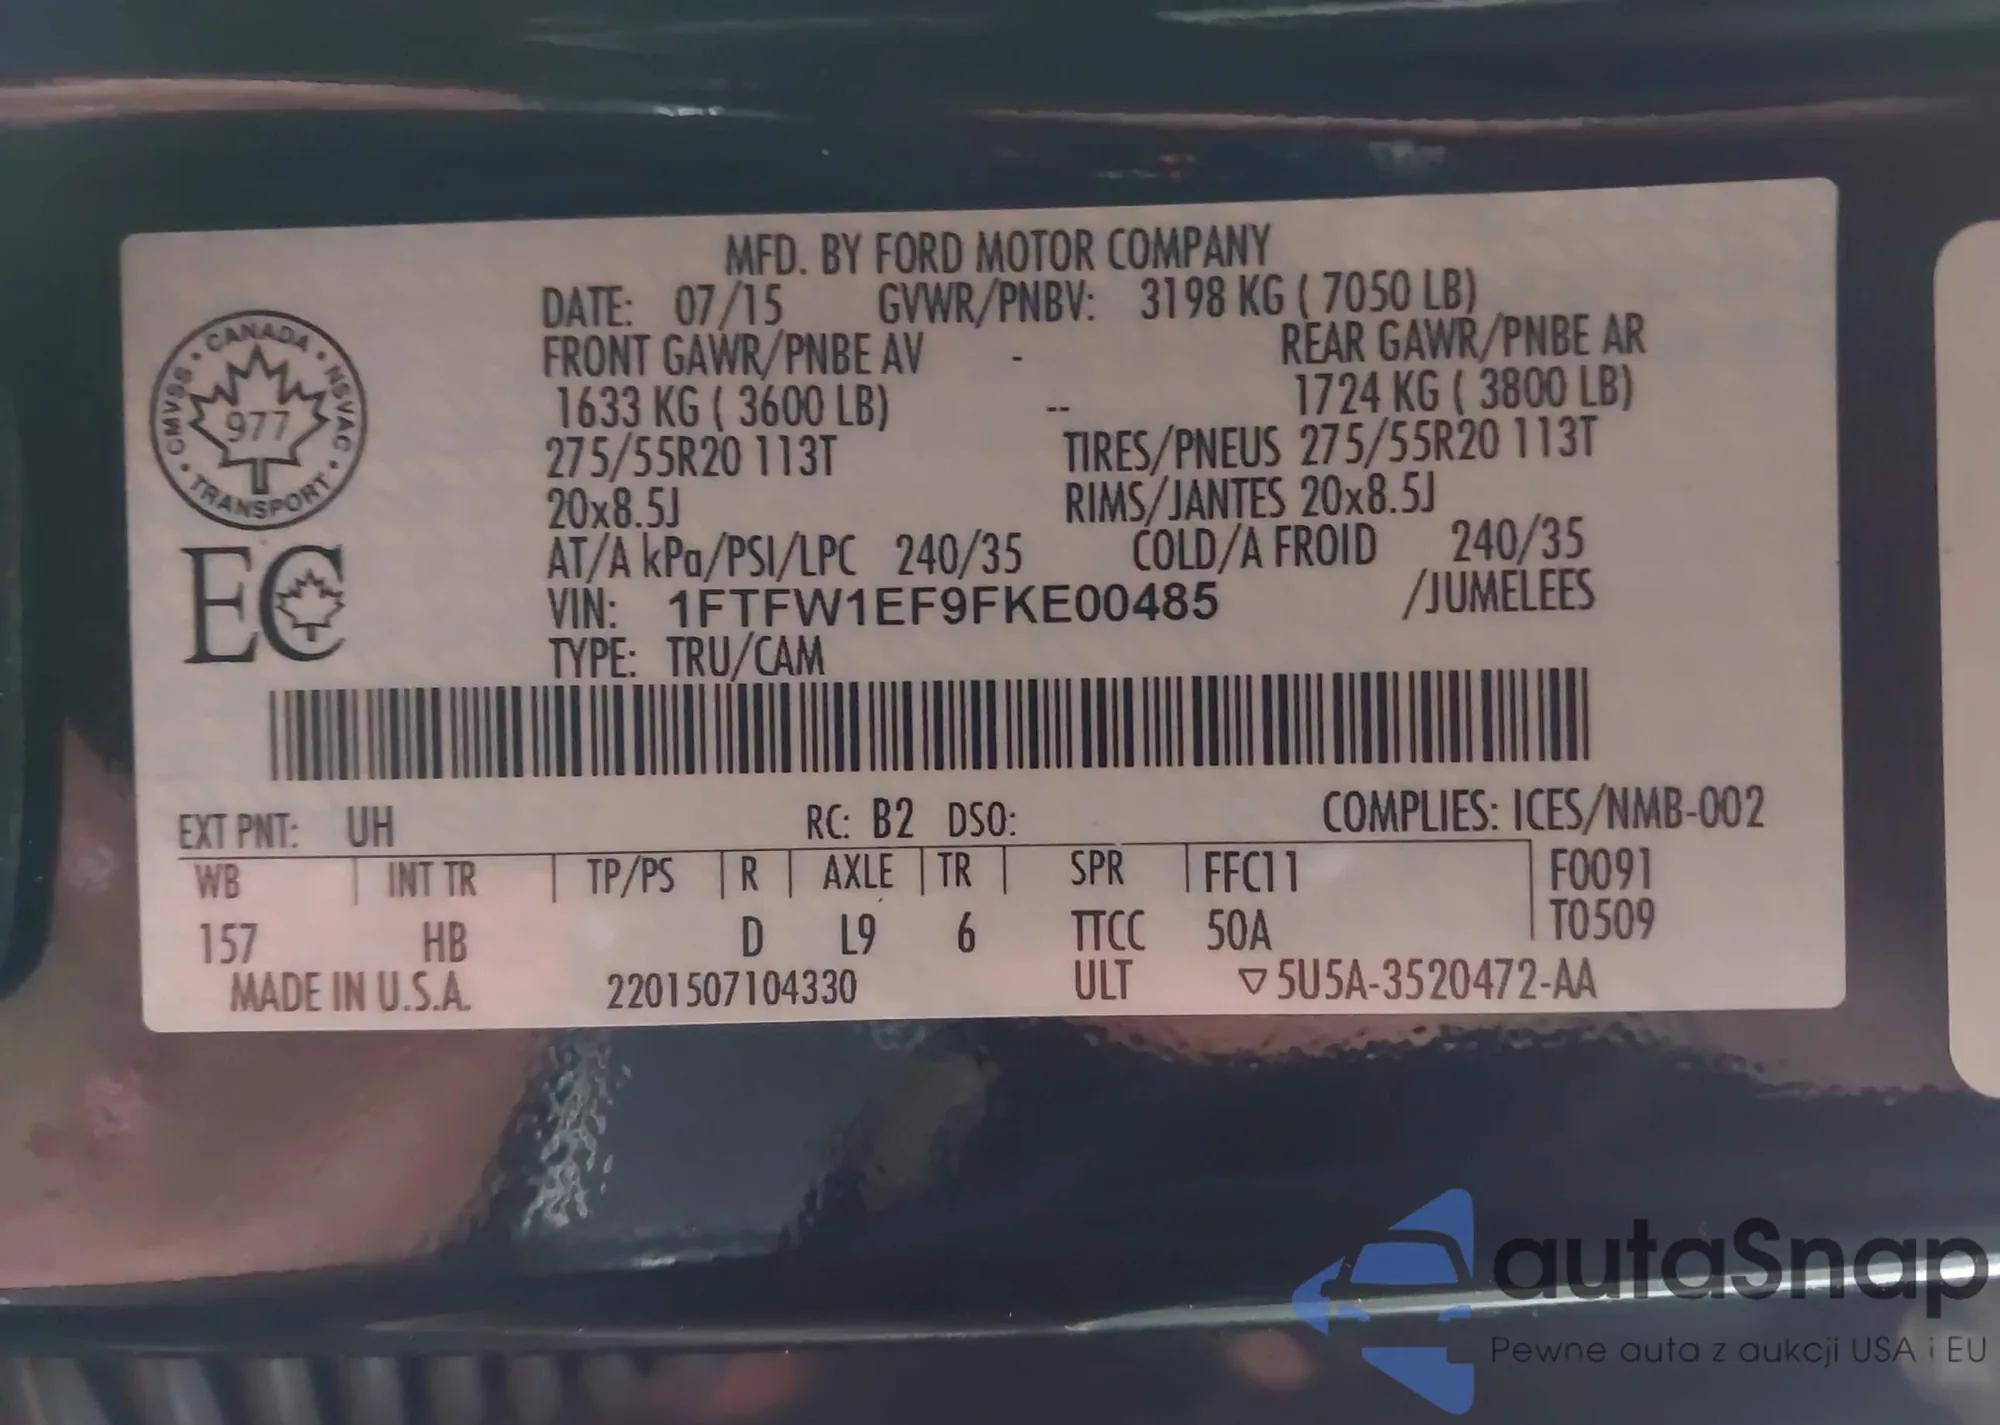 MFD. BY FORD MOTOR COMPANY
DATE: 07/15 GVWR/PNBV: 3198 KG ( 7050 LB)
FRONT GAWR/PNBE AV - REAR GAWR/PNBE AR
1633 KG ( 3600 LB) -- 1724 KG ( 3800 LB)
275/55R20 113T TIRES/PNEUS 275/55R20 113T
20x8.5J RIMS/JANTES 20x8.5J
AT/A kPa/PSI/LPC 240/35 COLD/A FROID 240/35
VIN: 1FTFW1EF9FKE00485 /JUMELEES
TYPE: TRU/CAM
CANADA
CMVSS NSVAC
977
TRANSPORT
EC
EXT PNT: UH RC: B2 DSO: COMPLIES: ICES/NMB-002
WB INT TR TP/PS R AXLE TR SPR FFC11 F0091
157 HB D L9 6 TTCC 50A T0509
MADE IN U.S.A. 2201507104330 ULT ▽5U5A-3520472-AA
autaSnap
Pewne auta z aukcji USA i EU